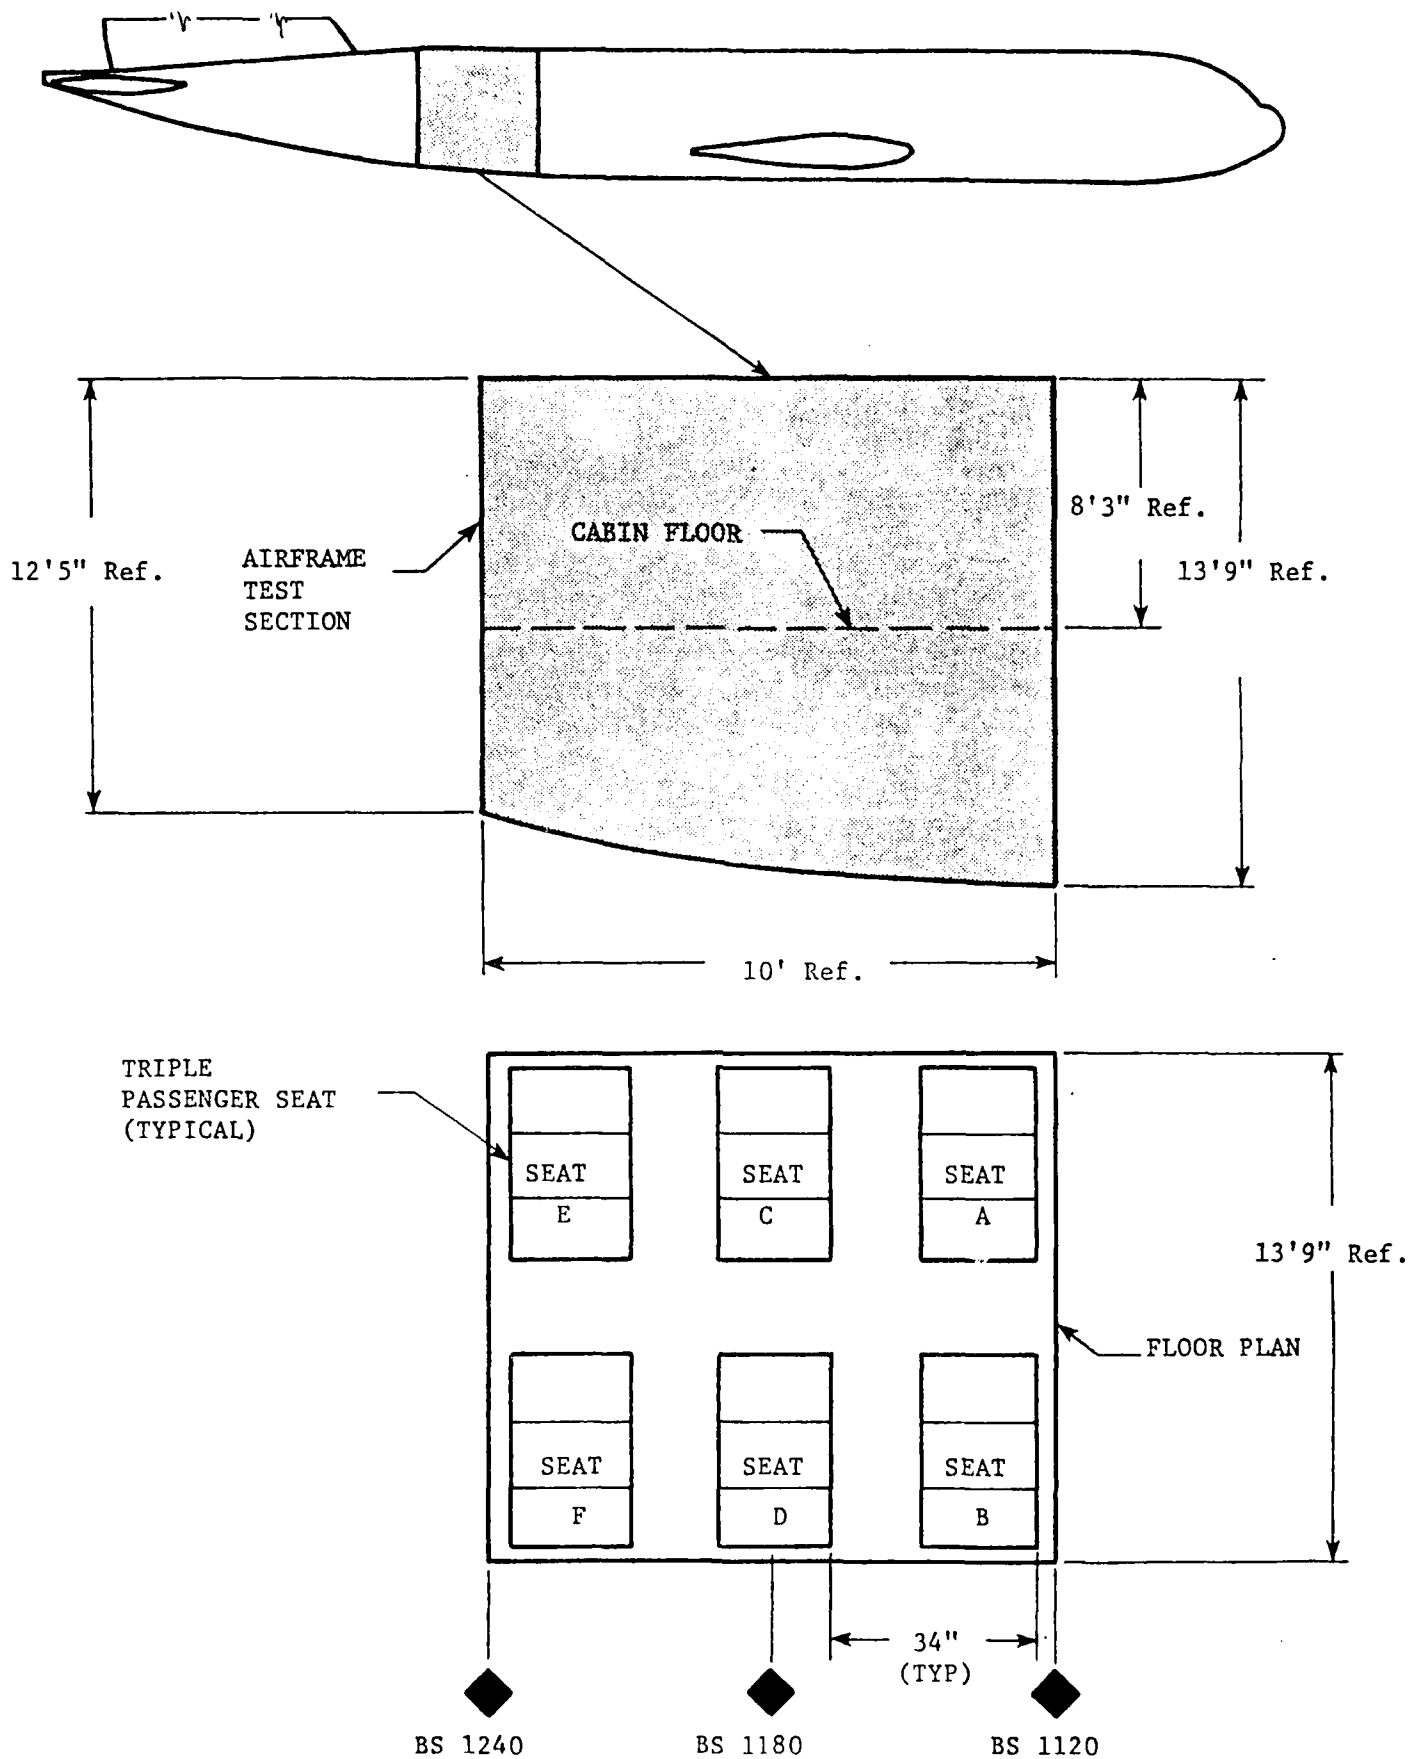 8'3" Ref.
CABIN FLOOR
12'5" Ref.
AIRFRAME
TEST
SECTION
13'9" Ref.
10' Ref.
TRIPLE
PASSENGER SEAT
(TYPICAL)
SEAT
E
SEAT
C
SEAT
A
13'9" Ref.
FLOOR PLAN
SEAT
F
SEAT
D
SEAT
B
34"
(TYP)
BS 1240
BS 1180
BS 1120